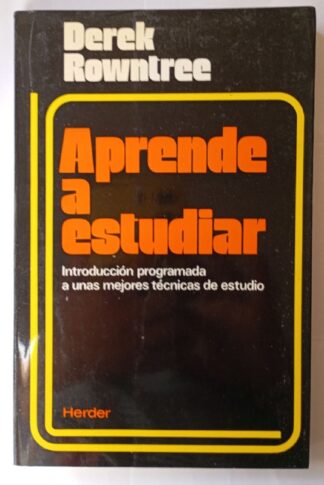 Derek
Rowntree
Aprende
a
estudiar
Introducción programada
a unas mejores técnicas de estudio
Herder